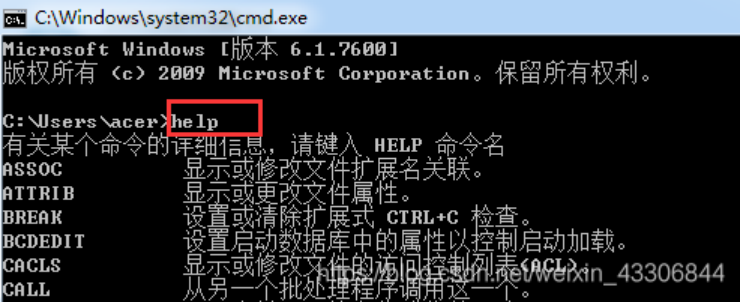 C:\Windows\system32\cmd.exe
Microsoft Windows [版本 6.1.7600]
版权所有 (c) 2009 Microsoft Corporation。保留所有权利。
C:\Users\acer>help
有关某个命令的详细信息，请键入 HELP 命令名
ASSOC 显示或修改文件扩展名关联。
ATTRIB 显示或更改文件属性。
BREAK 设置或清除扩展式 CTRL+C 检查。
BCDEDIT 设置启动数据库中的属性以控制启动加载。
CACLS 显示或修改文件的访问控制列表(ACL)。
CALL 从另一个批处理程序调用这一个。
https://blog.csdn.net/weixin_43306844